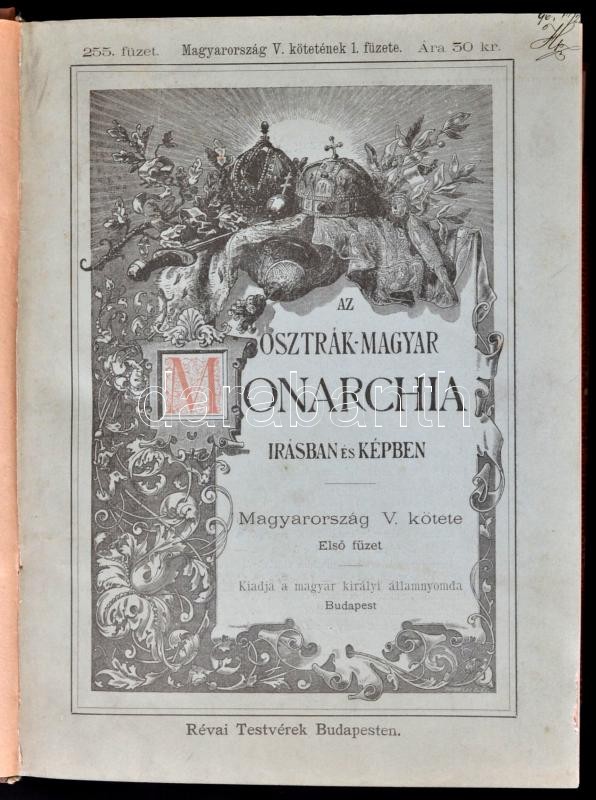 255. füzet. Magyarország V. kötetének 1. füzete. Ára 30 kr.
AZ
OSZTRÁK-MAGYAR
MONARCHIA
IRÁSBAN ÉS KÉPBEN
darabanth
Magyarország V. kötete
Első füzet
Kiadja a magyar királyi államnyomda
Budapest
Révai Testvérek Budapesten.